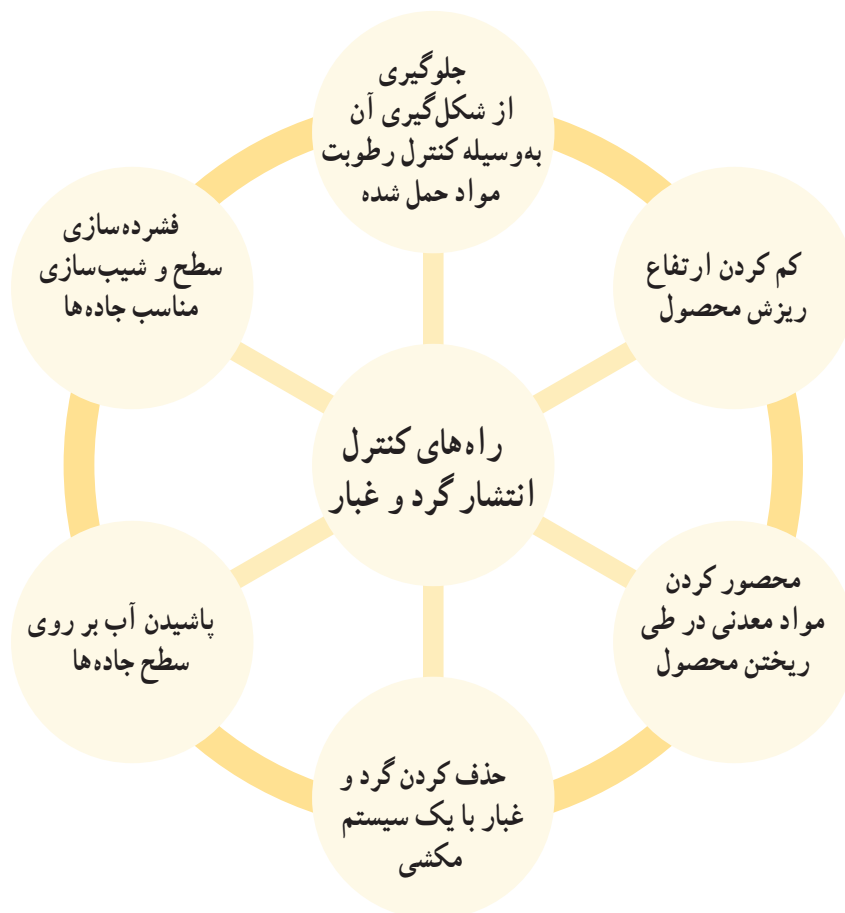 جلوگیری
از شکل‌گیری آن
به‌وسیله کنترل رطوبت
مواد حمل شده
کم کردن ارتفاع
ریزش محصول
محصور کردن
مواد معدنی در طی
ریختن محصول
حذف کردن گرد و
غبار با یک سیستم
مکشی
پاشیدن آب بر روی
سطح جاده‌ها
فشرده‌سازی
سطح و شیب‌سازی
مناسب جاده‌ها
راه‌های کنترل
انتشار گرد و غبار